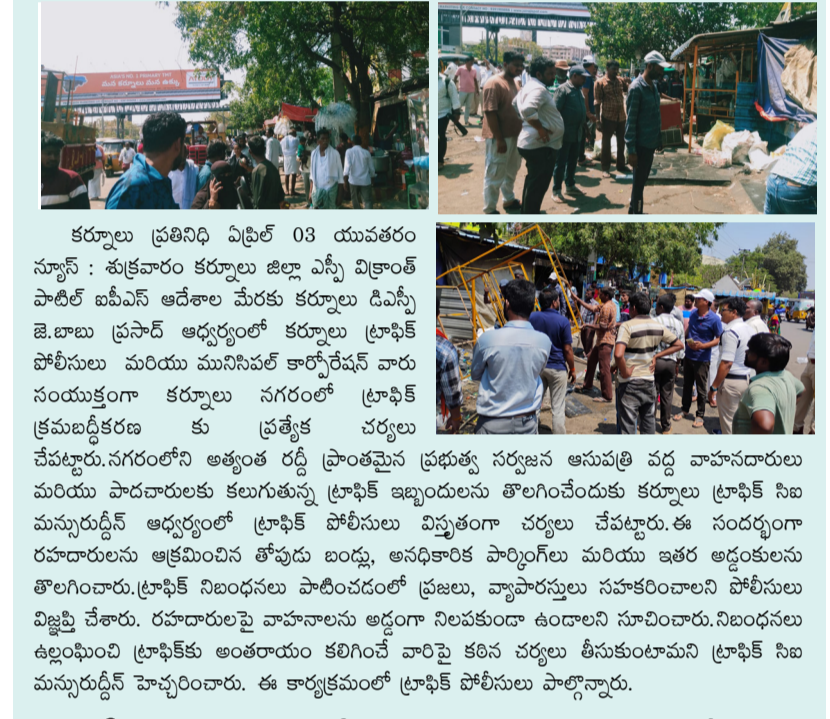 మన కర్నూలు మన ఉక్కు
కర్నూలు ప్రతినిధి ఏప్రిల్ 03 యువతరం
న్యూస్ : శుక్రవారం కర్నూలు జిల్లా ఎస్పీ విక్రాంత్
పాటిల్ ఐపీఎస్ ఆదేశాల మేరకు కర్నూలు డిఎస్పీ
జె.బాబు ప్రసాద్ ఆధ్వర్యంలో కర్నూలు ట్రాఫిక్
పోలీసులు మరియు మునిసిపల్ కార్పోరేషన్ వారు
సంయుక్తంగా కర్నూలు నగరంలో ట్రాఫిక్
క్రమబద్ధీకరణ కు ప్రత్యేక చర్యలు
చేపట్టారు.నగరంలోని అత్యంత రద్దీ ప్రాంతమైన ప్రభుత్వ సర్వజన ఆసుపత్రి వద్ద వాహనదారులు
మరియు పాదచారులకు కలుగుతున్న ట్రాఫిక్ ఇబ్బందులను తొలగించేందుకు కర్నూలు ట్రాఫిక్ సిఐ
మన్సురుద్దీన్ ఆధ్వర్యంలో ట్రాఫిక్ పోలీసులు విస్తృతంగా చర్యలు చేపట్టారు.ఈ సందర్భంగా
రహదారులను ఆక్రమించిన తోపుడు బండ్లు, అనధికారిక పార్కింగ్‌లు మరియు ఇతర అడ్డంకులను
తొలగించారు.ట్రాఫిక్ నిబంధనలు పాటించడంలో ప్రజలు, వ్యాపారస్తులు సహకరించాలని పోలీసులు
విజ్ఞప్తి చేశారు. రహదారులపై వాహనాలను అడ్డంగా నిలపకుండా ఉండాలని సూచించారు.నిబంధనలు
ఉల్లంఘించి ట్రాఫిక్‌కు అంతరాయం కలిగించే వారిపై కఠిన చర్యలు తీసుకుంటామని ట్రాఫిక్ సిఐ
మన్సురుద్దీన్ హెచ్చరించారు. ఈ కార్యక్రమంలో ట్రాఫిక్ పోలీసులు పాల్గొన్నారు.